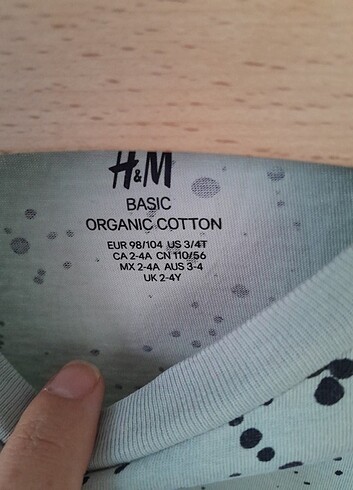 H&M
BASIC
ORGANIC COTTON
EUR 98/104 US 3/4T
CA 2-4A CN 110/56
MX 2-4A AUS 3-4
UK 2-4Y